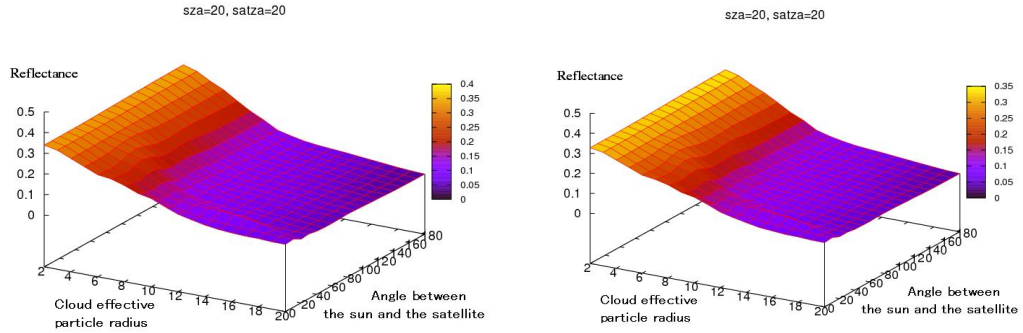 sza=20, satza=20
Reflectance
0.5
0.4
0.3
0.2
0.1
0
0.4
0.35
0.3
0.25
0.2
0.15
0.1
0.05
0
2 4 6 8 10 12 14 16 18 20
0 20 40 60 80 100 120 140 160 180
Cloud effective
particle radius
Angle between
the sun and the satellite
sza=20, satza=20
Reflectance
0.5
0.4
0.3
0.2
0.1
0
0.35
0.3
0.25
0.2
0.15
0.1
0.05
0
2 4 6 8 10 12 14 16 18 20
0 20 40 60 80 100 120 140 160 180
Cloud effective
particle radius
Angle between
the sun and the satellite